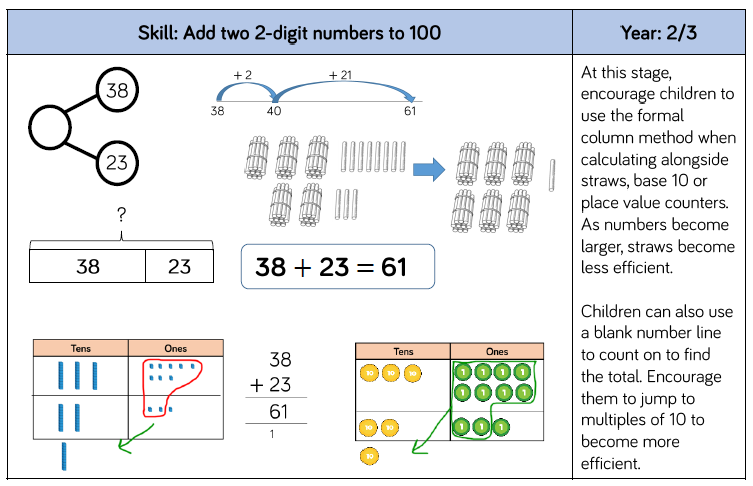 Skill: Add two 2-digit numbers to 100
Year: 2/3
38
23
+ 2
+ 21
38
40
61
?
38
23
38 + 23 = 61
Tens
Ones
38
+ 23
61
1
Tens
Ones
10 10 10
1 1 1 1
1 1 1 1
10 10
1 1 1
10
At this stage,
encourage children to
use the formal
column method when
calculating alongside
straws, base 10 or
place value counters.
As numbers become
larger, straws become
less efficient.
Children can also use
a blank number line
to count on to find
the total. Encourage
them to jump to
multiples of 10 to
become more
efficient.